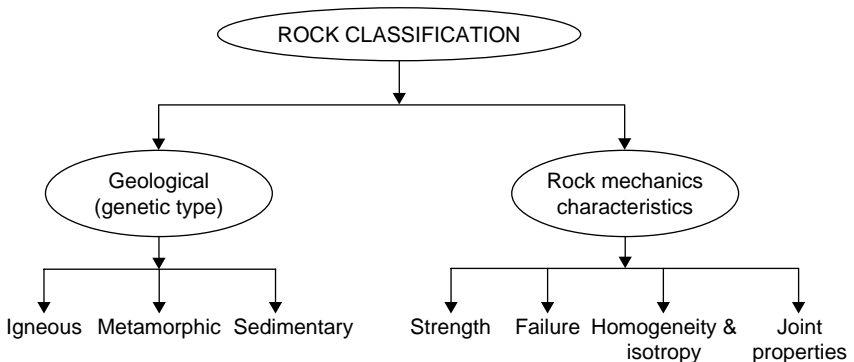 ROCK CLASSIFICATION
Geological
(genetic type)
Rock mechanics
characteristics
Igneous
Metamorphic
Sedimentary
Strength
Failure
Homogeneity &
isotropy
Joint
properties